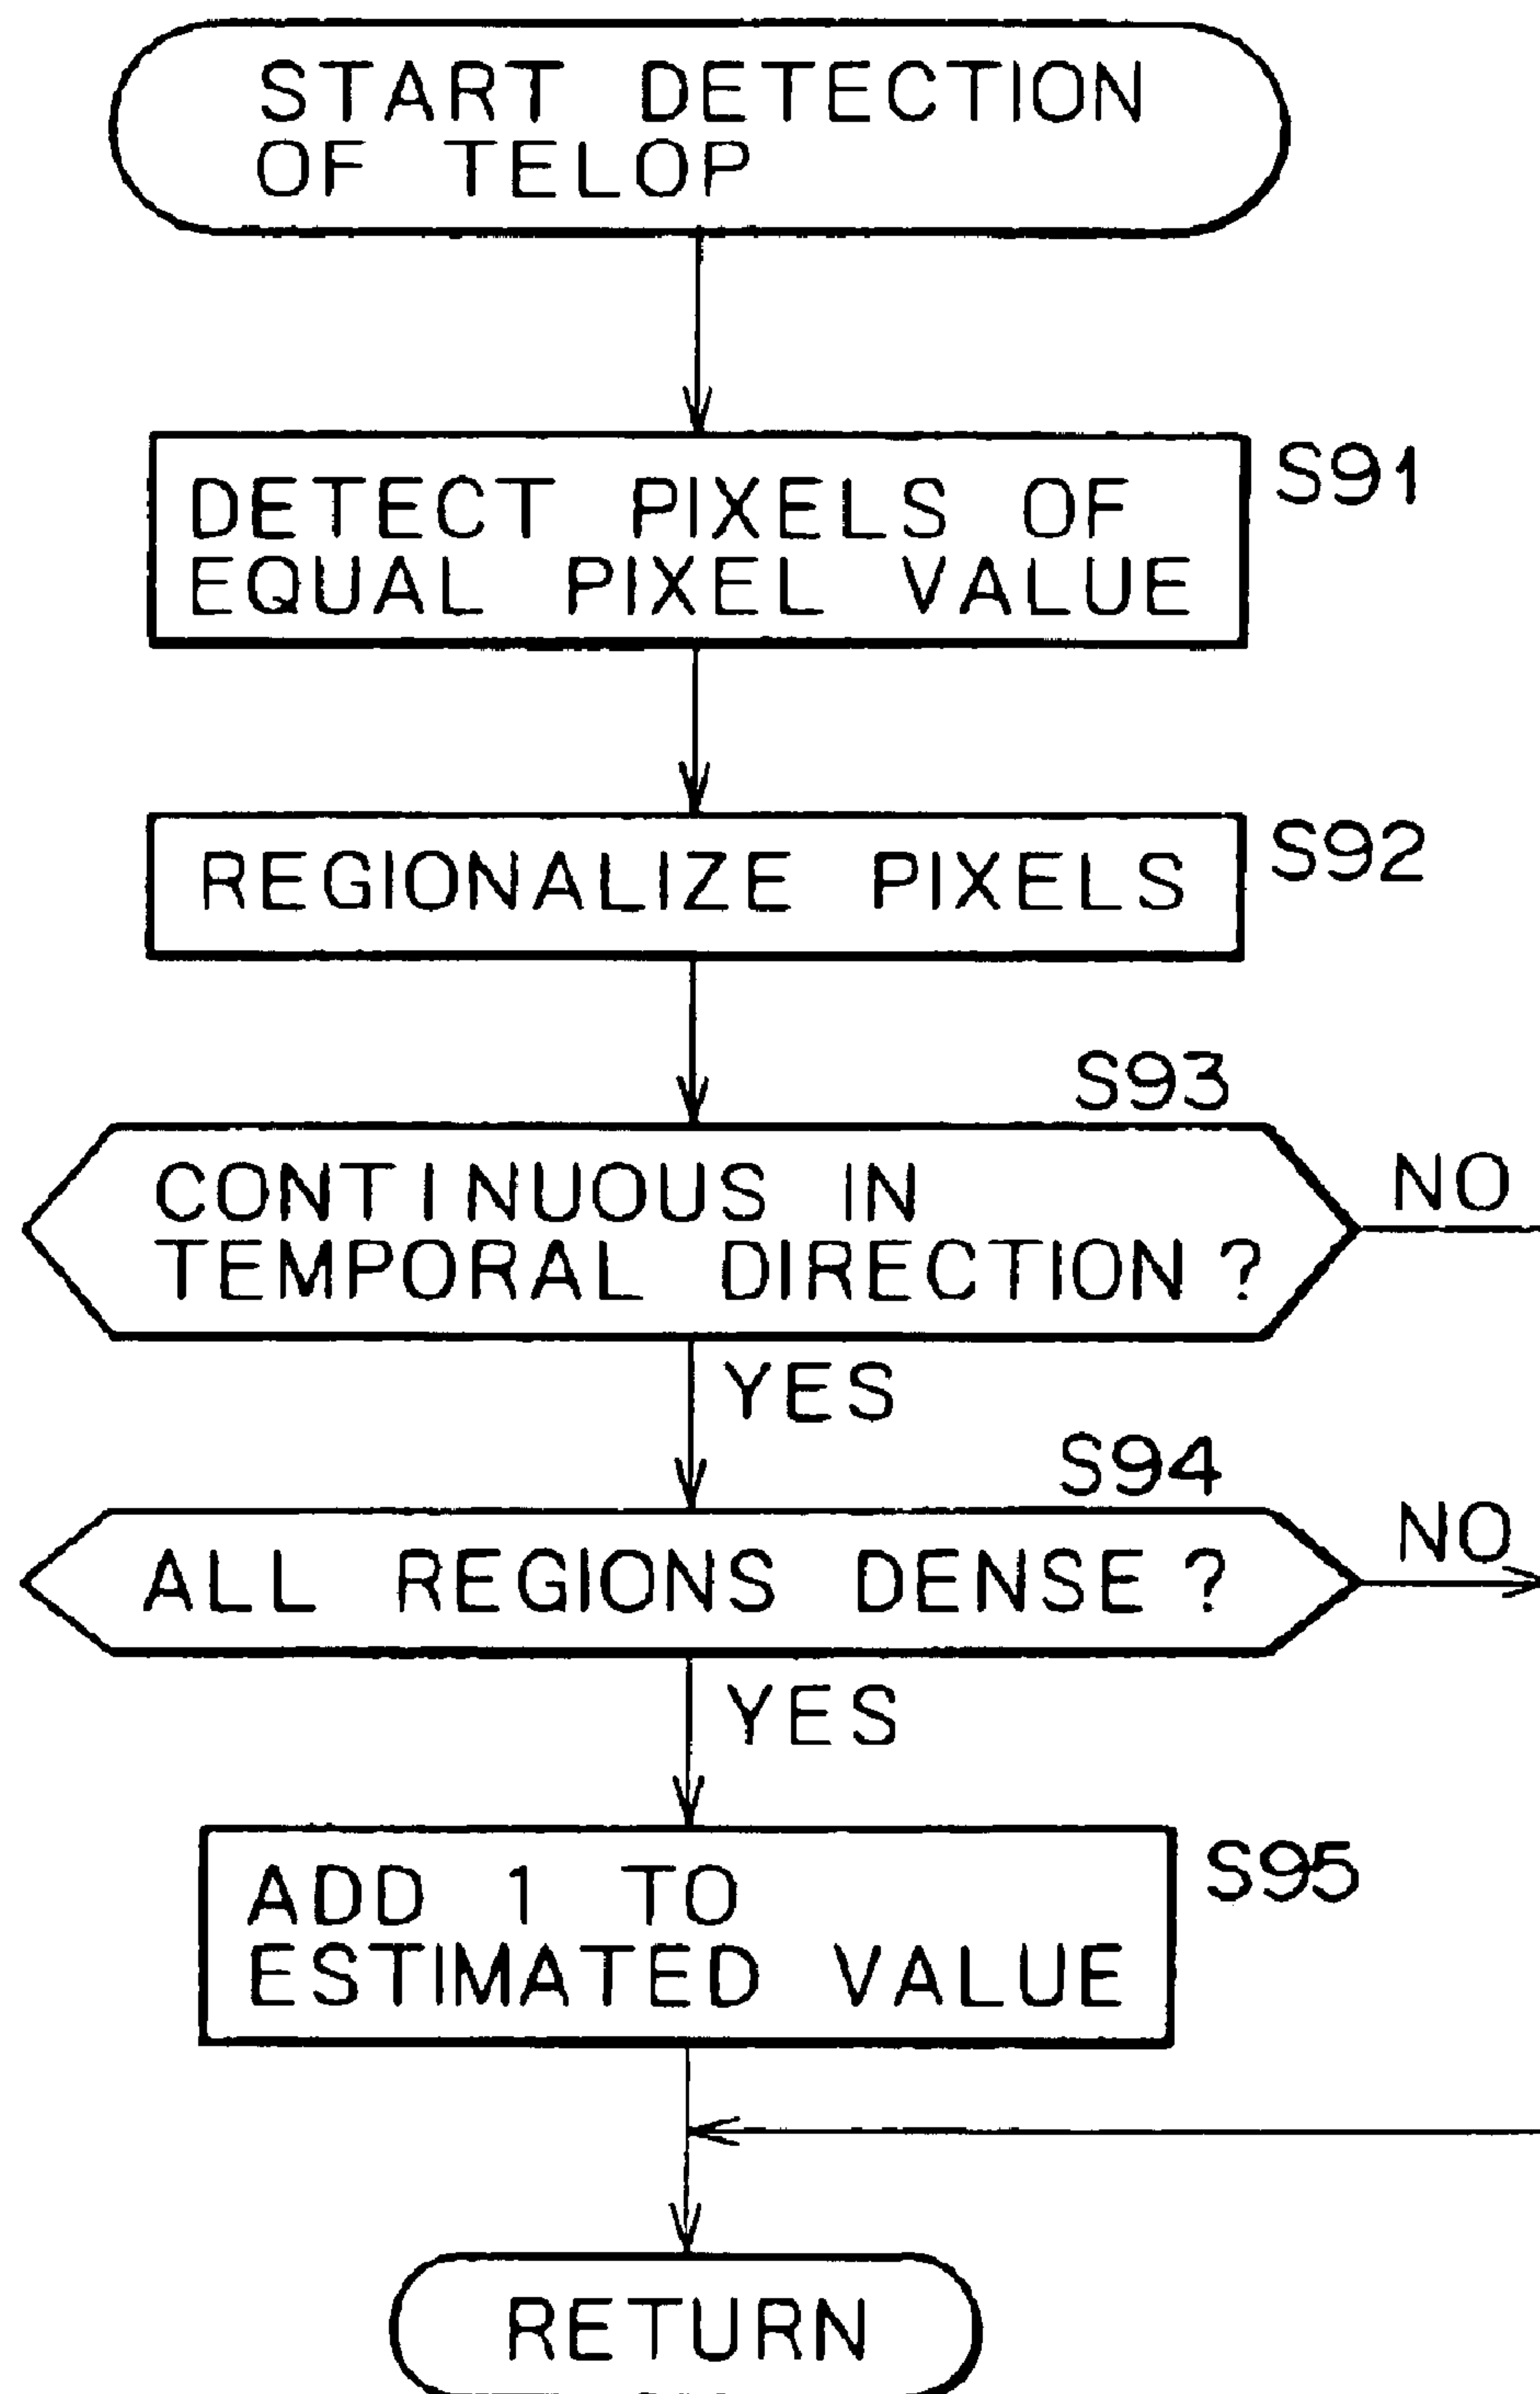 START DETECTION
OF TELOP
DETECT PIXELS OF
EQUAL PIXEL VALUE
S91
REGIONALIZE PIXELS
S92
S93
CONTINUOUS IN
TEMPORAL DIRECTION ?
NO
YES
S94
ALL REGIONS DENSE ?
NO
YES
ADD 1 TO
ESTIMATED VALUE
S95
RETURN